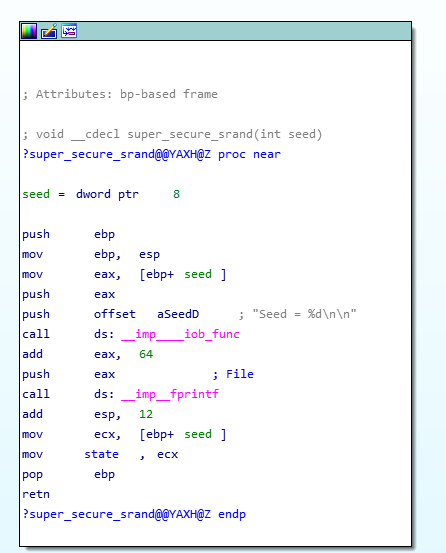 ; Attributes: bp-based frame
; void __cdecl super_secure_srand(int seed)
?super_secure_srand@@YAXH@Z proc near
seed = dword ptr 8
push ebp
mov ebp, esp
mov eax, [ebp+ seed ]
push eax
push offset aSeedD ; "Seed = %d\n\n"
call ds: __imp____iob_func
add eax, 64
push eax ; File
call ds: __imp__fprintf
add esp, 12
mov ecx, [ebp+ seed ]
mov state , ecx
pop ebp
retn
?super_secure_srand@@YAXH@Z endp